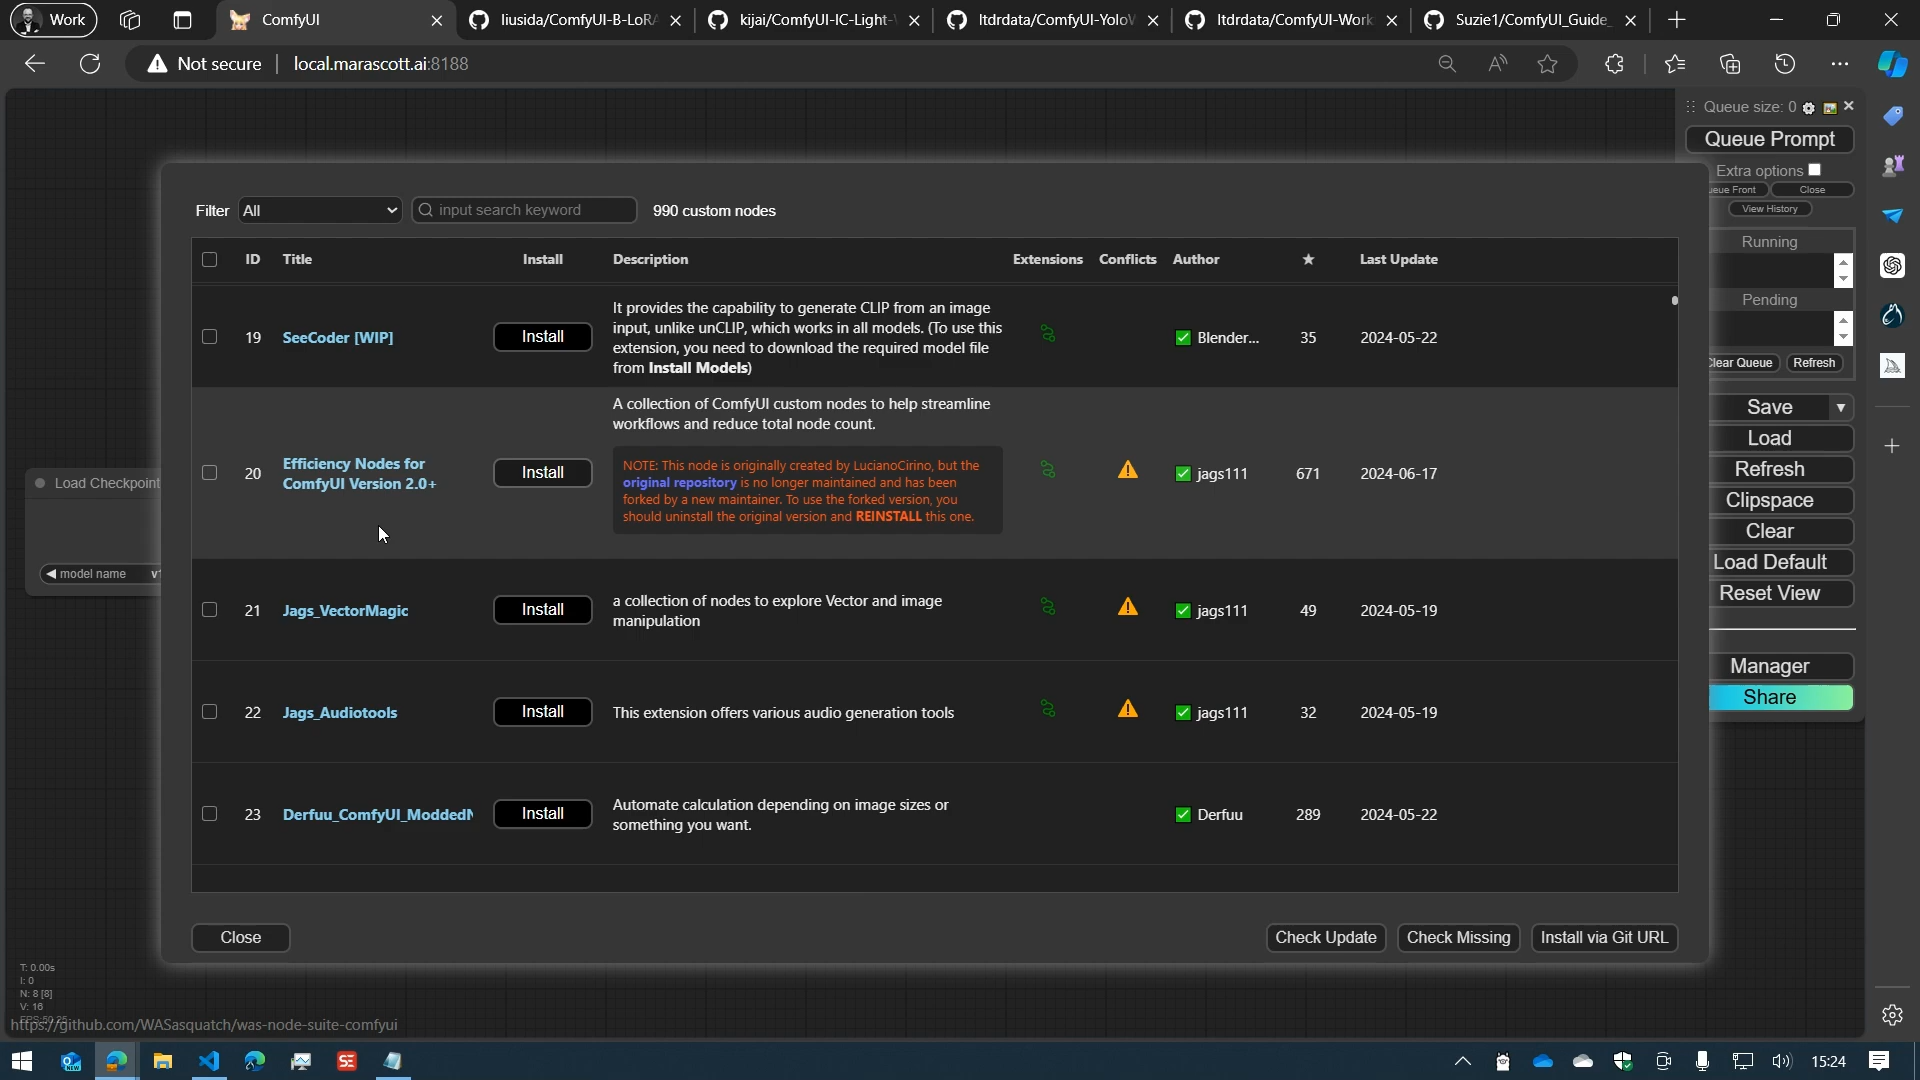 Work
ComfyUI
liusida/ComfyUI-B-LoRA
kijai/ComfyUI-IC-Light-
ltdrdata/ComfyUI-YoloW
ltdrdata/ComfyUI-Work
Suzie1/ComfyUI_Guide_
Not secure
local.marascott.ai:8188
Queue size: 0
Queue Prompt
Extra options
ueue Front
Close
View History
Running
Pending
Clear Queue
Refresh
Save
Load
Refresh
Clipspace
Clear
Load Default
Reset View
Manager
Share
Load Checkpoint
model name
Filter
All
input search keyword
990 custom nodes
ID
Title
Install
Description
Extensions
Conflicts
Author
★
Last Update
19
SeeCoder [WIP]
Install
It provides the capability to generate CLIP from an image
input, unlike unCLIP, which works in all models. (To use this
extension, you need to download the required model file
from Install Models)
Blender...
35
2024-05-22
20
Efficiency Nodes for
ComfyUI Version 2.0+
Install
A collection of ComfyUI custom nodes to help streamline
workflows and reduce total node count.
NOTE: This node is originally created by LucianoCirino, but the
original repository is no longer maintained and has been
forked by a new maintainer. To use the forked version, you
should uninstall the original version and REINSTALL this one.
jags111
671
2024-06-17
21
Jags_VectorMagic
Install
a collection of nodes to explore Vector and image
manipulation
jags111
49
2024-05-19
22
Jags_Audiotools
Install
This extension offers various audio generation tools
jags111
32
2024-05-19
23
Derfuu_ComfyUI_ModdedN
Install
Automate calculation depending on image sizes or
something you want.
Derfuu
289
2024-05-22
Close
Check Update
Check Missing
Install via Git URL
T: 0.00s
I: 0
N: 8 [8]
V: 16
https://github.com/WASasquatch/was-node-suite-comfyui
15:24